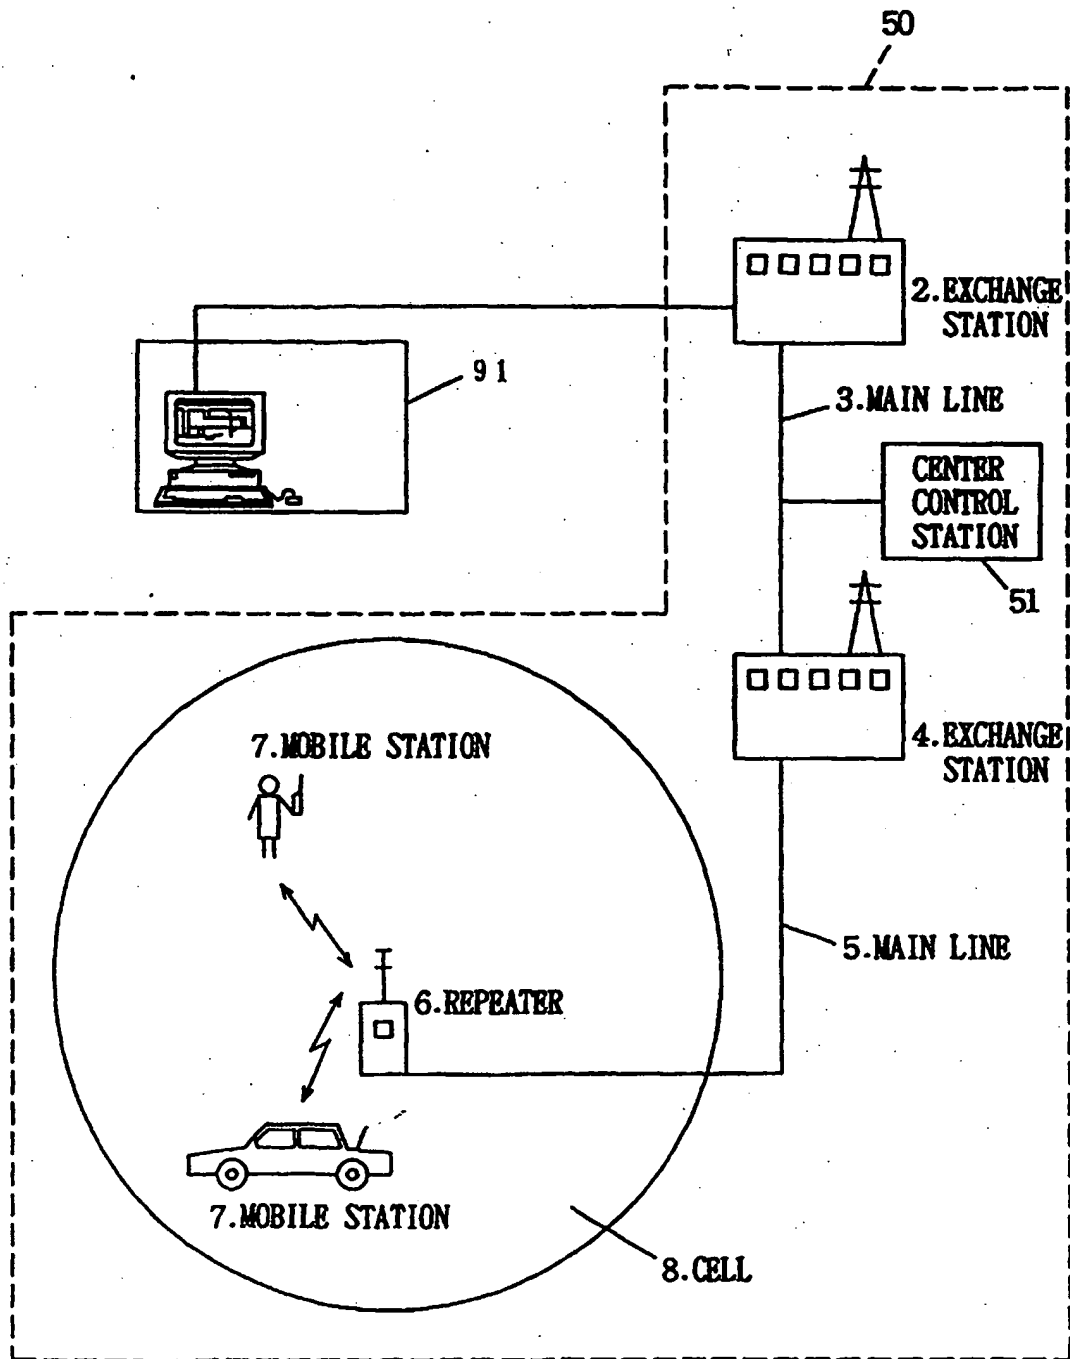 50
2.EXCHANGE
STATION
91
3.MAIN LINE
CENTER
CONTROL
STATION
51
7.MOBILE STATION
4.EXCHANGE
STATION
5.MAIN LINE
6.REPEATER
7.MOBILE STATION
8.CELL